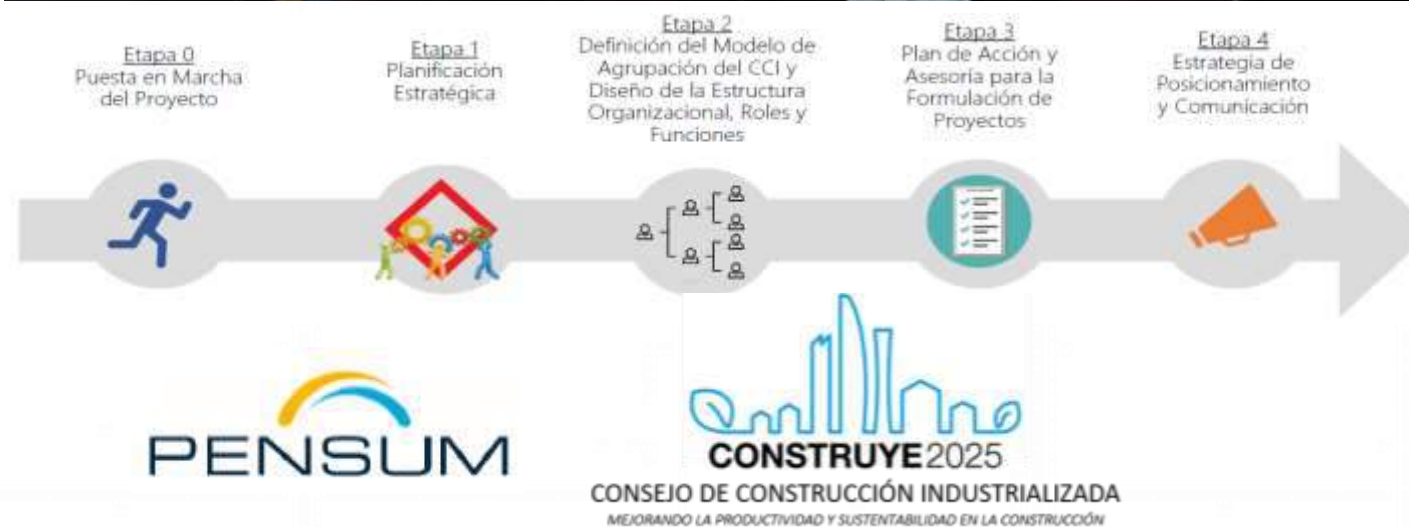 Etapa 0
Puesta en Marcha
del Proyecto
Etapa 1
Planificación
Estratégica
Etapa 2
Definición del Modelo de
Agrupación del CCI y
Diseño de la Estructura
Organizacional, Roles y
Funciones
Etapa 3
Plan de Acción y
Asesoría para la
Formulación de
Proyectos
Etapa 4
Estrategia de
Posicionamiento
y Comunicación
PENSUM
CONSTRUYE2025
CONSEJO DE CONSTRUCCIÓN INDUSTRIALIZADA
MEJORANDO LA PRODUCTIVIDAD Y SUSTENTABILIDAD EN LA CONSTRUCCIÓN